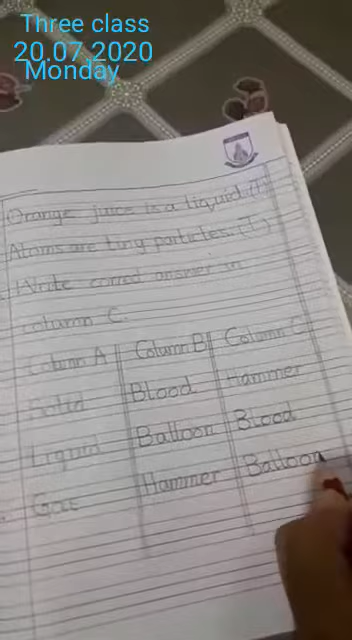 Three class
20.07.2020
Monday
Orange juice is a liquid. (T)
Atoms are tiny particles. (T)
Write correct answer in
column C.
Column A Column B Column C
Solid Blood Hammer
Liquid Balloon Blood
Gas Hammer Balloon